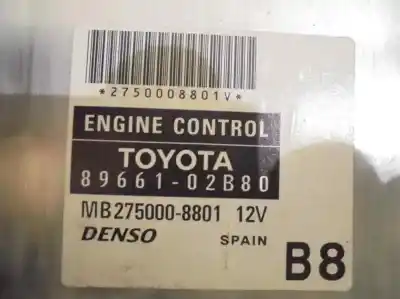 *2750008801V*
ENGINE CONTROL
TOYOTA
89661-02B80
MB275000-8801 12V
DENSO SPAIN B8